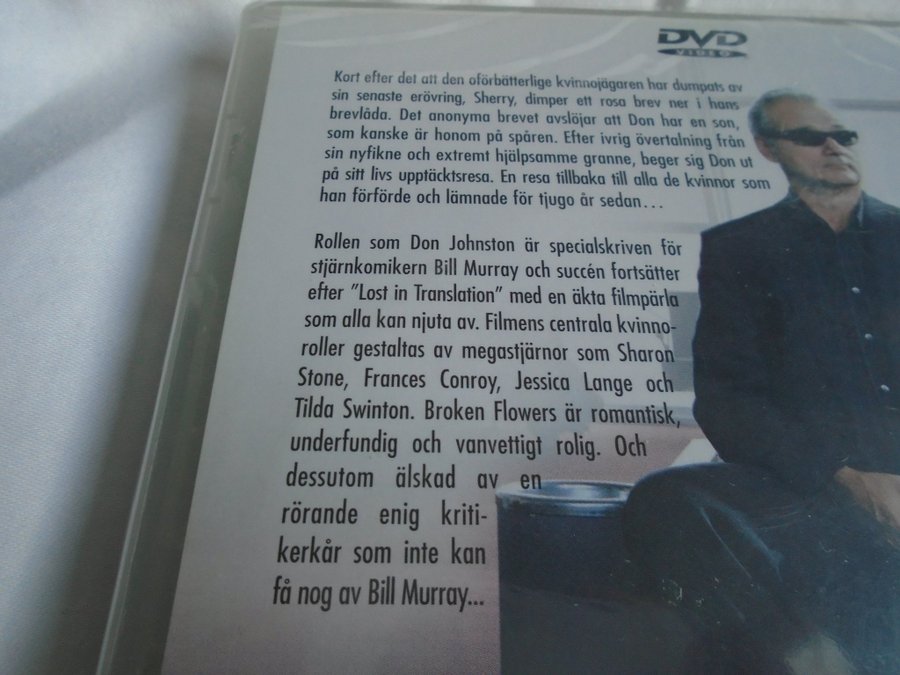 DVD
VIDEO
Kort efter det att den oförbätterlige kvinnojägaren har dumpats av
sin senaste erövring, Sherry, dimper ett rosa brev ner i hans
brevlåda. Det anonyma brevet avslöjar att Don har en son,
som kanske är honom på spåren. Efter ivrig övertalning från
sin nyfikne och extremt hjälpsamme granne, beger sig Don ut
på sitt livs upptäcktsresa. En resa tillbaka till alla de kvinnor som
han förförde och lämnade för tjugo år sedan...
Rollen som Don Johnston är specialskriven för
stjärnkomikern Bill Murray och succén fortsätter
efter "Lost in Translation" med en äkta filmpärla
som alla kan njuta av. Filmens centrala kvinno-
roller gestaltas av megastjärnor som Sharon
Stone, Frances Conroy, Jessica Lange och
Tilda Swinton. Broken Flowers är romantisk,
underfundig och vanvettigt rolig. Och
dessutom älskad av en
rörande enig kriti-
kerkår som inte kan
få nog av Bill Murray...